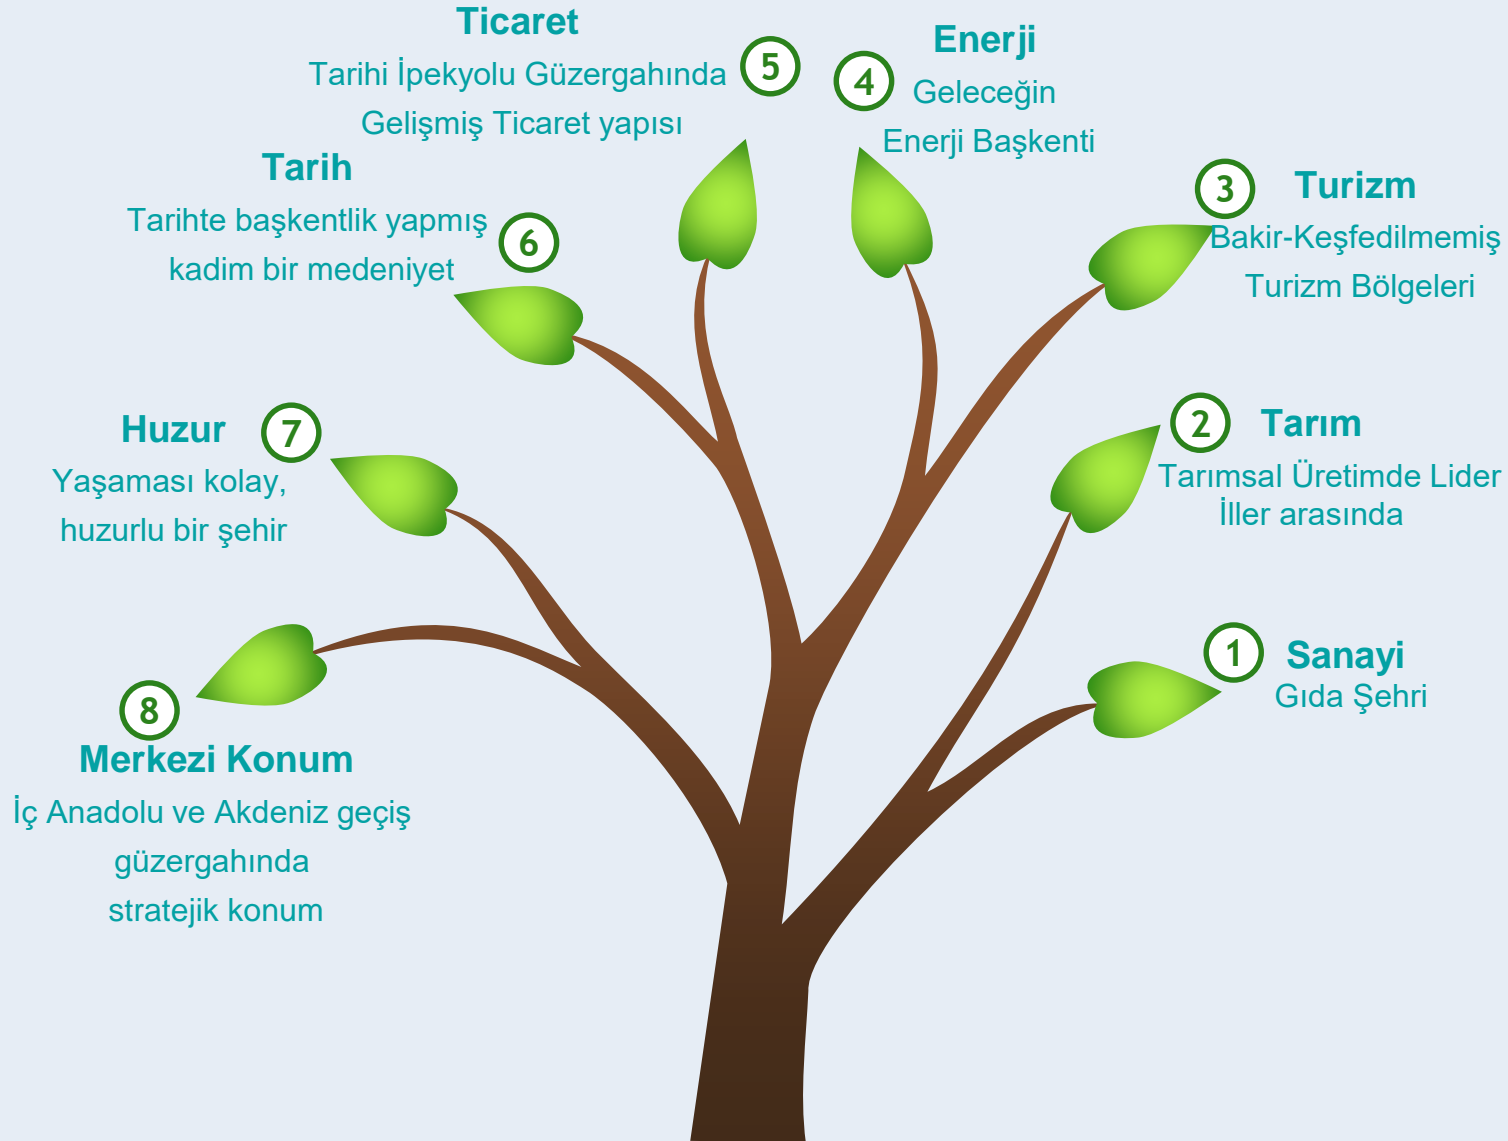 Ticaret
Tarihi İpekyolu Güzergahında
Gelişmiş Ticaret yapısı
5
4
Enerji
Geleceğin
Enerji Başkenti
Tarih
Tarihte başkentlik yapmış
kadim bir medeniyet
6
3
Turizm
Bakir-Keşfedilmemiş
Turizm Bölgeleri
Huzur
7
Yaşaması kolay,
huzurlu bir şehir
2
Tarım
Tarımsal Üretimde Lider
İller arasında
1
Sanayi
Gıda Şehri
8
Merkezi Konum
İç Anadolu ve Akdeniz geçiş
güzergahında
stratejik konum